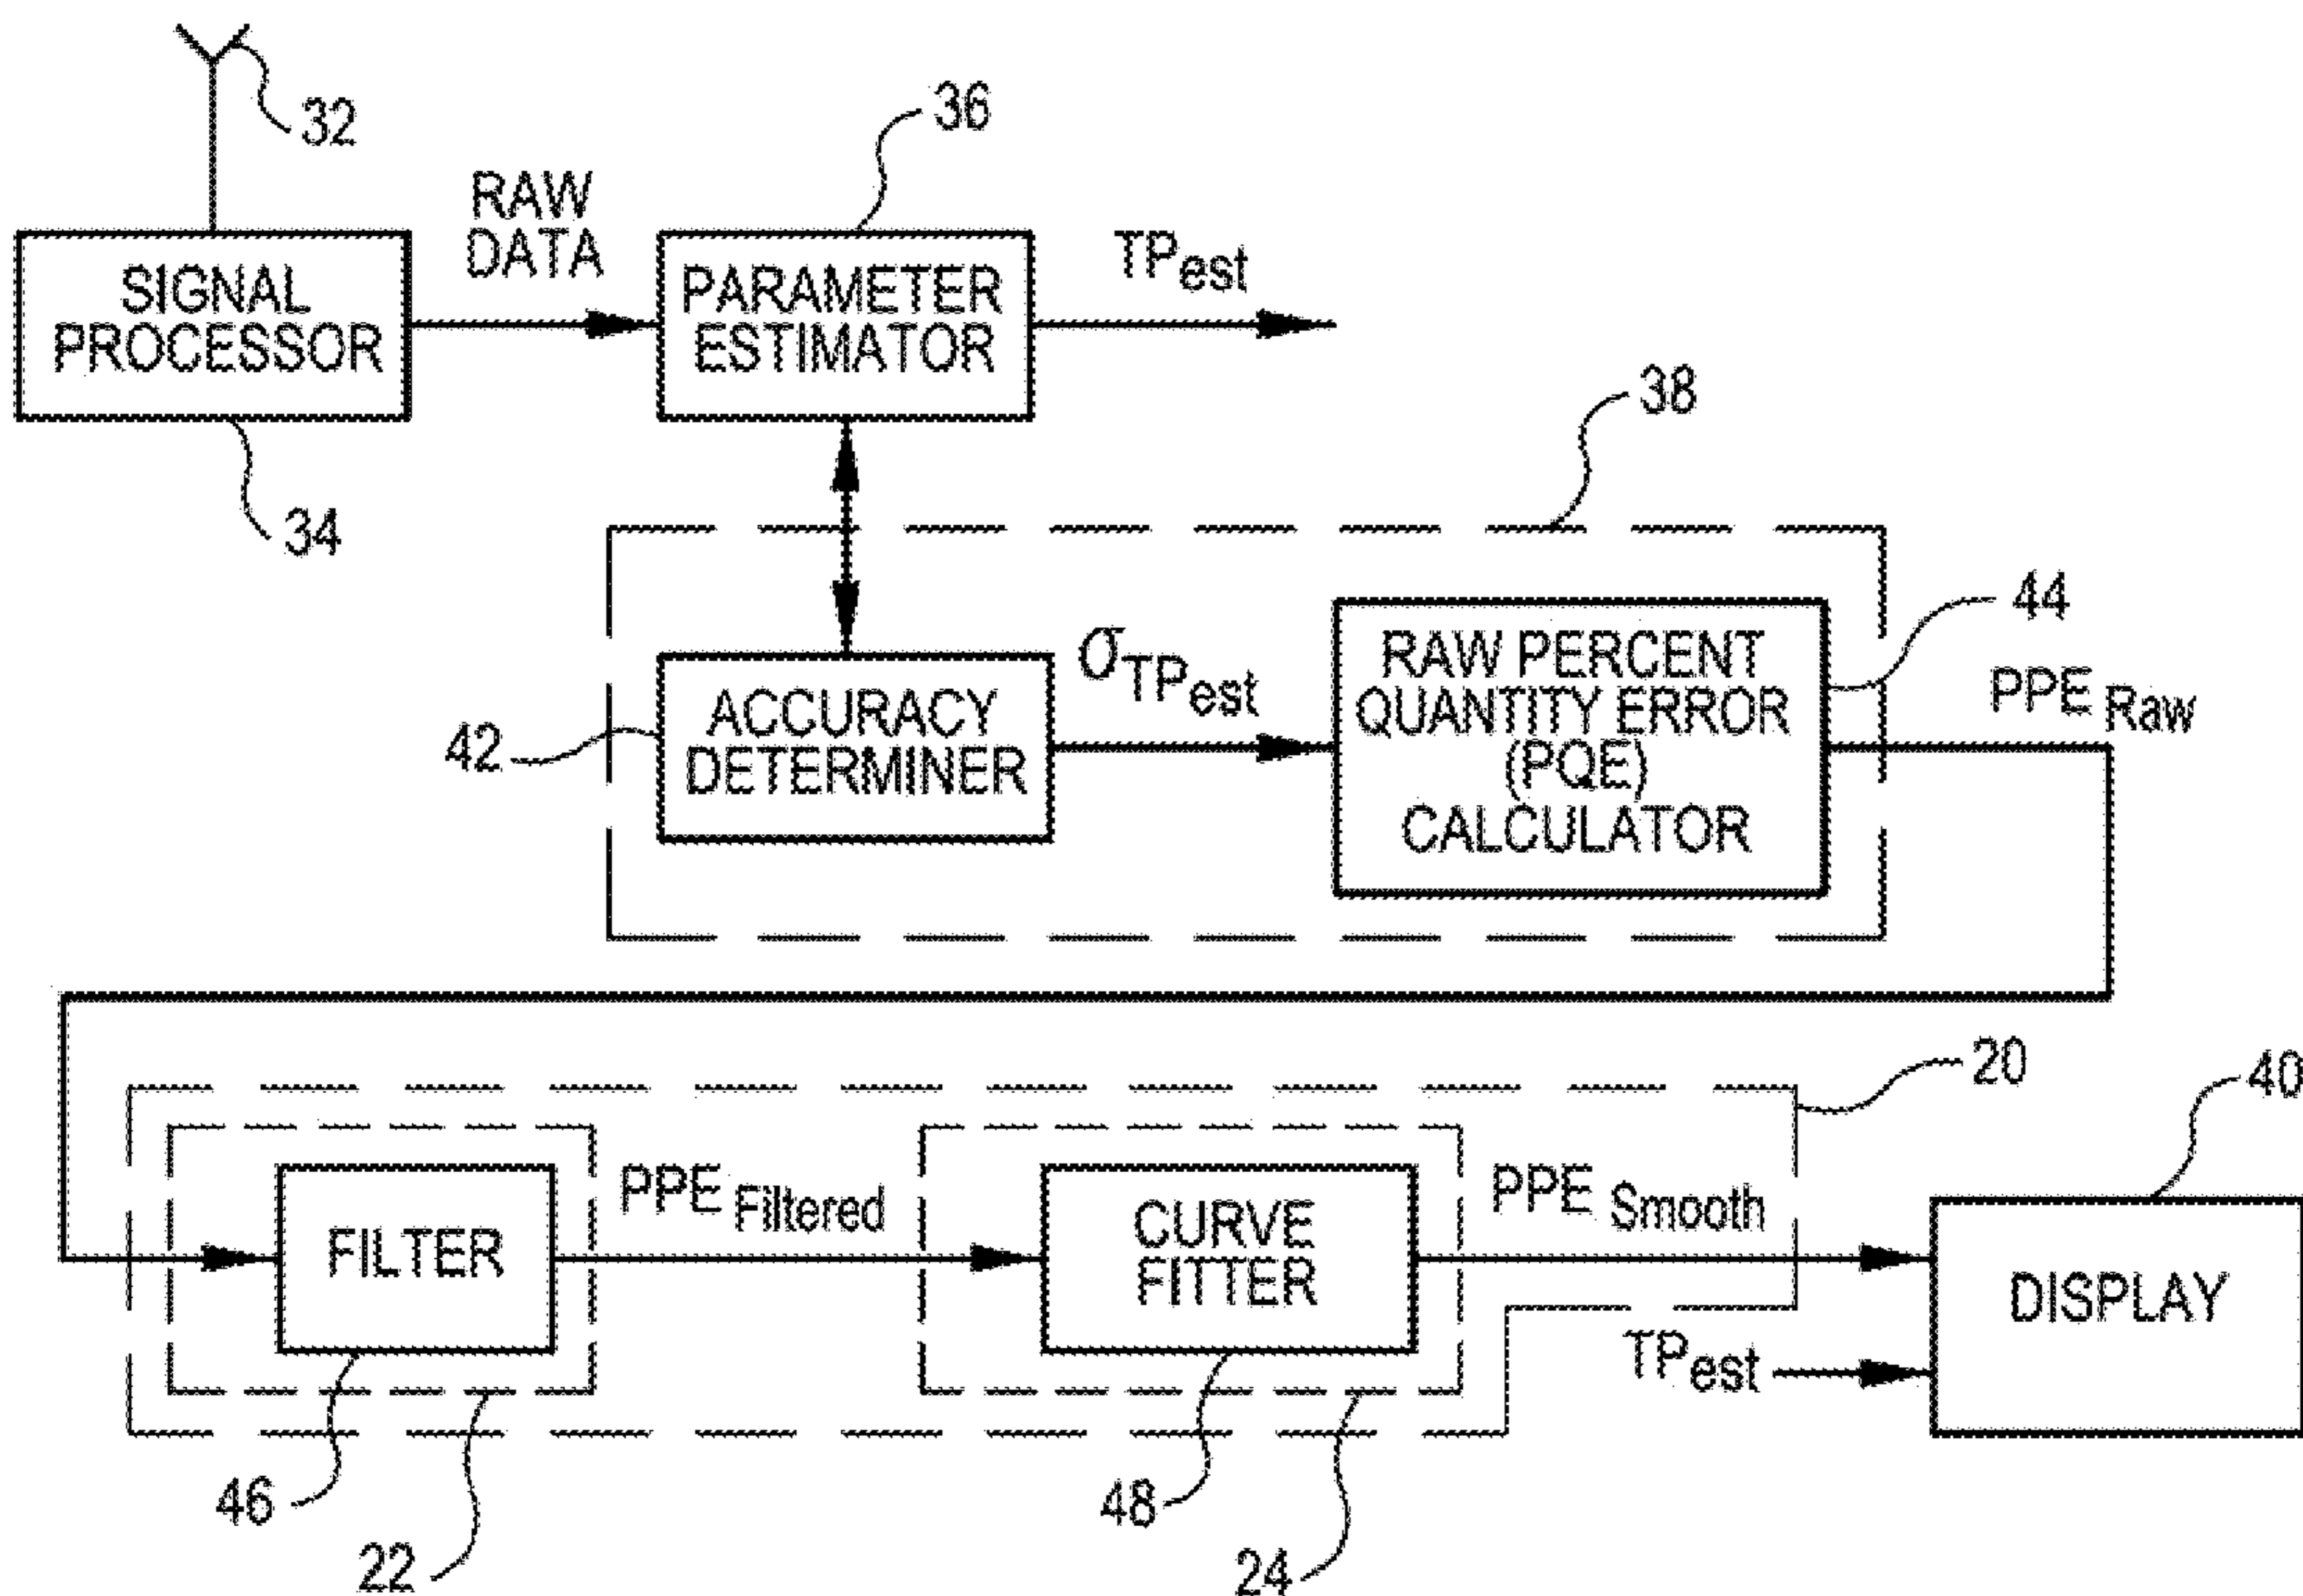 32
36
RAW
DATA
TPest
SIGNAL
PROCESSOR
PARAMETER
ESTIMATOR
38
34
44
σTPest
RAW PERCENT
QUANTITY ERROR
(PQE)
CALCULATOR
PPE Raw
42
ACCURACY
DETERMINER
20
40
PPE Filtered
PPE Smooth
FILTER
CURVE
FITTER
DISPLAY
TPest
46
48
22
24